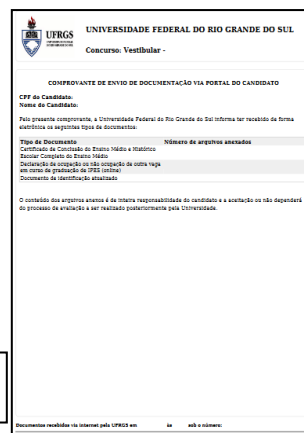 UFRGS
UNIVERSIDADE FEDERAL DO RIO GRANDE DO SUL
Concurso: Vestibular -
COMPROVANTE DE ENVIO DE DOCUMENTAÇÃO VIA PORTAL DO CANDIDATO
CPF do Candidato:
Nome do Candidato:
Pelo presente comprovante, a Universidade Federal do Rio Grande do Sul informa ter recebido de forma
eletrônica os seguintes tipos de documentos:
Tipo de Documento Número de arquivos anexados
Certificado de Conclusão do Ensino Médio e Histórico
Escolar Completo do Ensino Médio
Declaração de ocupação ou não ocupação de outra vaga
em curso de graduação de IPES (online)
Documento de identificação atualizado
O conteúdo dos arquivos anexos é de inteira responsabilidade do candidato e a aceitação ou não dependerá
do processo de avaliação a ser realizado posteriormente pela Universidade.
Documentos recebidos via internet pela UFRGS em às sob o número: